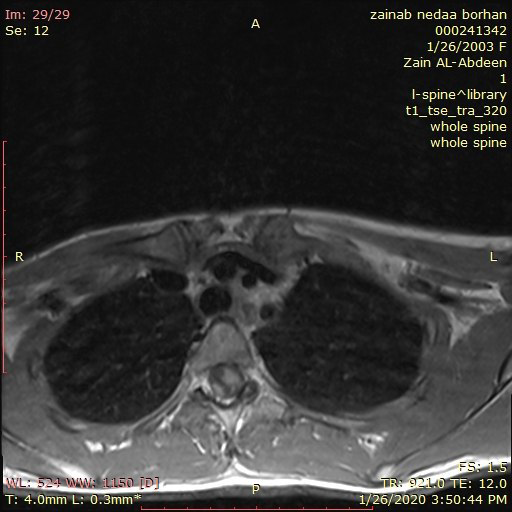 Im: 29/29
Se: 12
A
zainab nedaa borhan
000241342
1/26/2003 F
Zain AL-Abdeen
1
l-spine^library
t1_tse_tra_320
whole spine
whole spine
R
L
WL: 524 WW: 1150 [D]
T: 4.0mm L: 0.3mm*
P
FS: 1.5
TR: 921.0 TE: 12.0
1/26/2020 3:50:44 PM